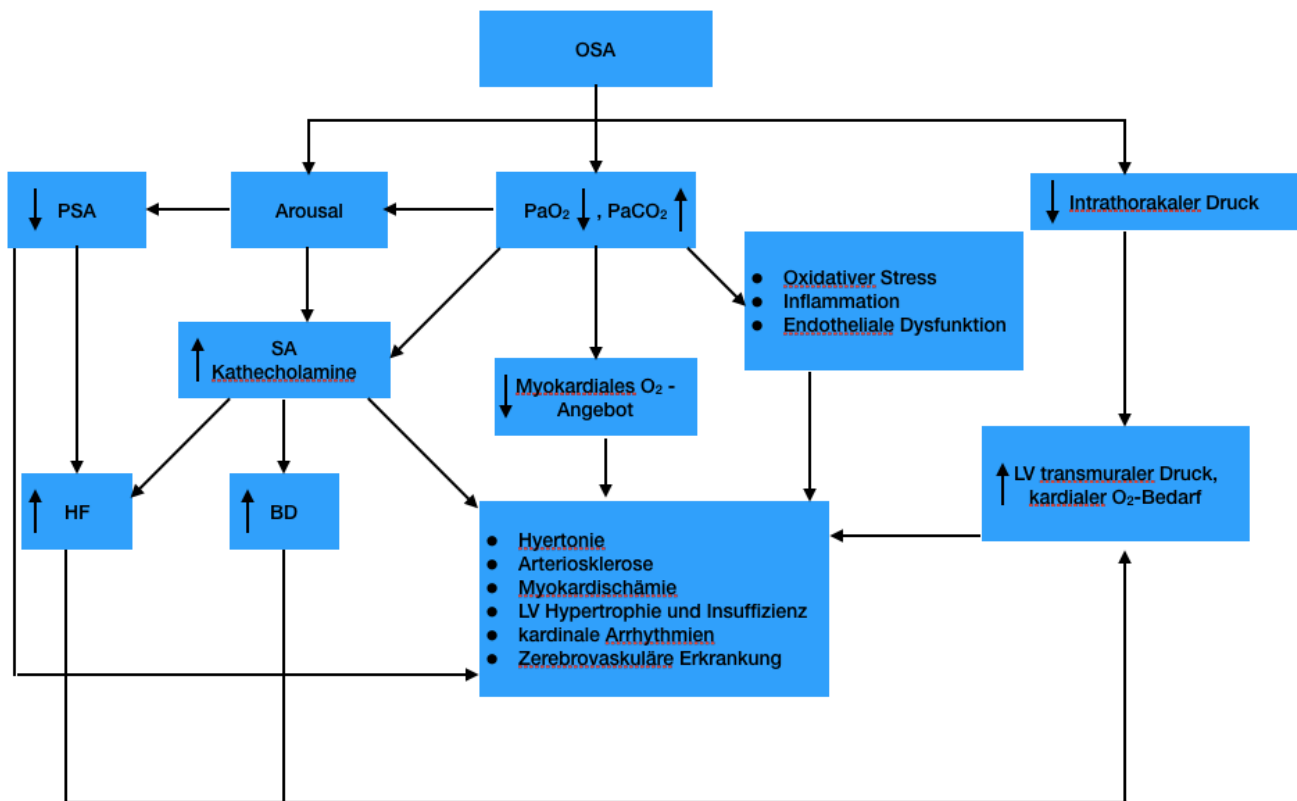 OSA
PSA
Arousal
PaO₂ ↓ , PaCO₂ ↑
↓ Intrathorakaler Druck
● Oxidativer Stress
● Inflammation
● Endotheliale Dysfunktion
SA
Kathecholamine
Myokardiales O₂ -
Angebot
LV transmuraler Druck,
kardialer O₂-Bedarf
HF
BD
● Hyertonie
● Arteriosklerose
● Myokardischämie
● LV Hypertrophie und Insuffizienz
● kardinale Arrhythmien
● Zerebrovaskuläre Erkrankung